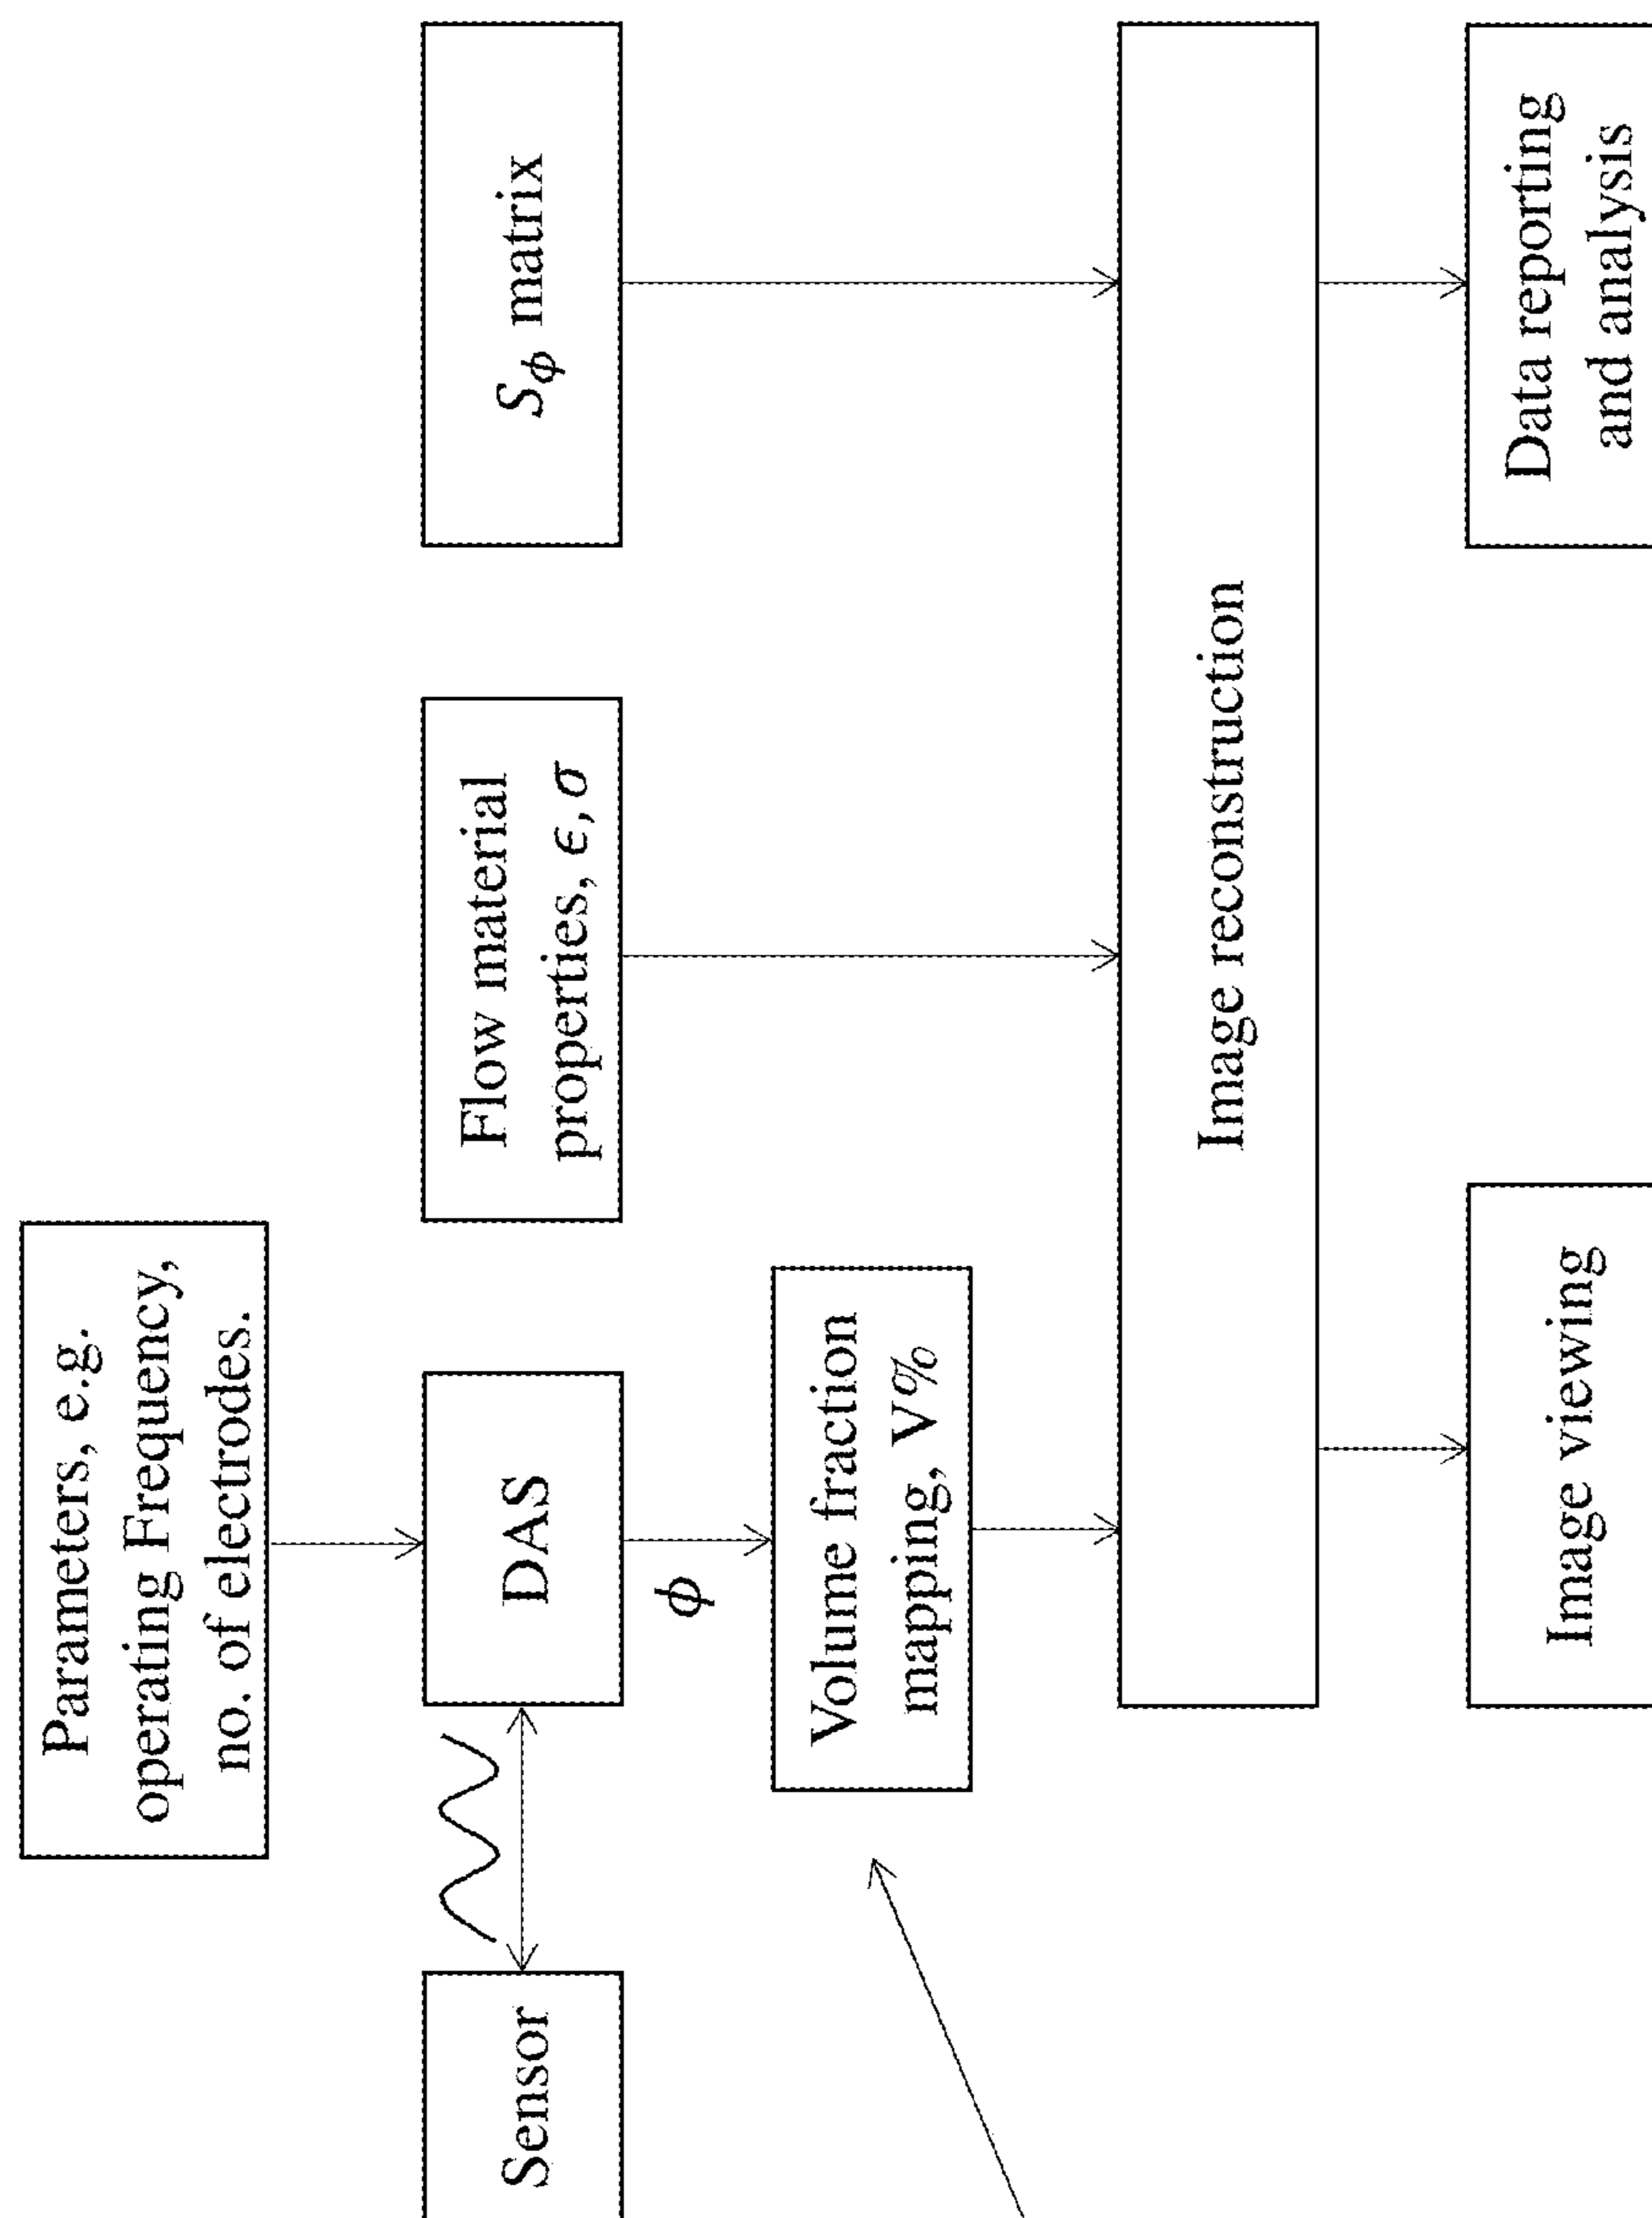 Parameters, e.g.
operating Frequency,
no. of electrodes.
Sensor
DAS
Flow material
properties, ϵ, σ
S_ϕ matrix
ϕ
Volume fraction
mapping, V%
Image reconstruction
Image viewing
Data reporting
and analysis